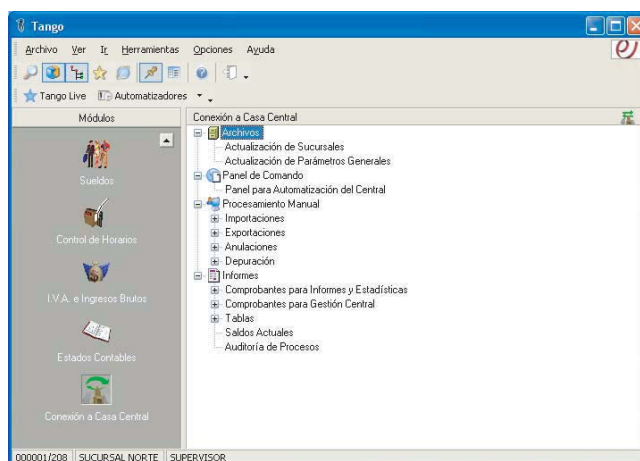 Tango
Archivo Ver Ir Herramientas Opciones Ayuda
Tango Live Automatizadores
Módulos
Sueldos
Control de Horarios
I.V.A. e Ingresos Brutos
Estados Contables
Conexión a Casa Central
Conexión a Casa Central
Archivos
Actualización de Sucursales
Actualización de Parámetros Generales
Panel de Comando
Panel para Automatización del Central
Procesamiento Manual
Importaciones
Exportaciones
Anulaciones
Depuración
Informes
Comprobantes para Informes y Estadísticas
Comprobantes para Gestión Central
Tablas
Saldos Actuales
Auditoría de Procesos
000001/208 SUCURSAL NORTE SUPERVISOR